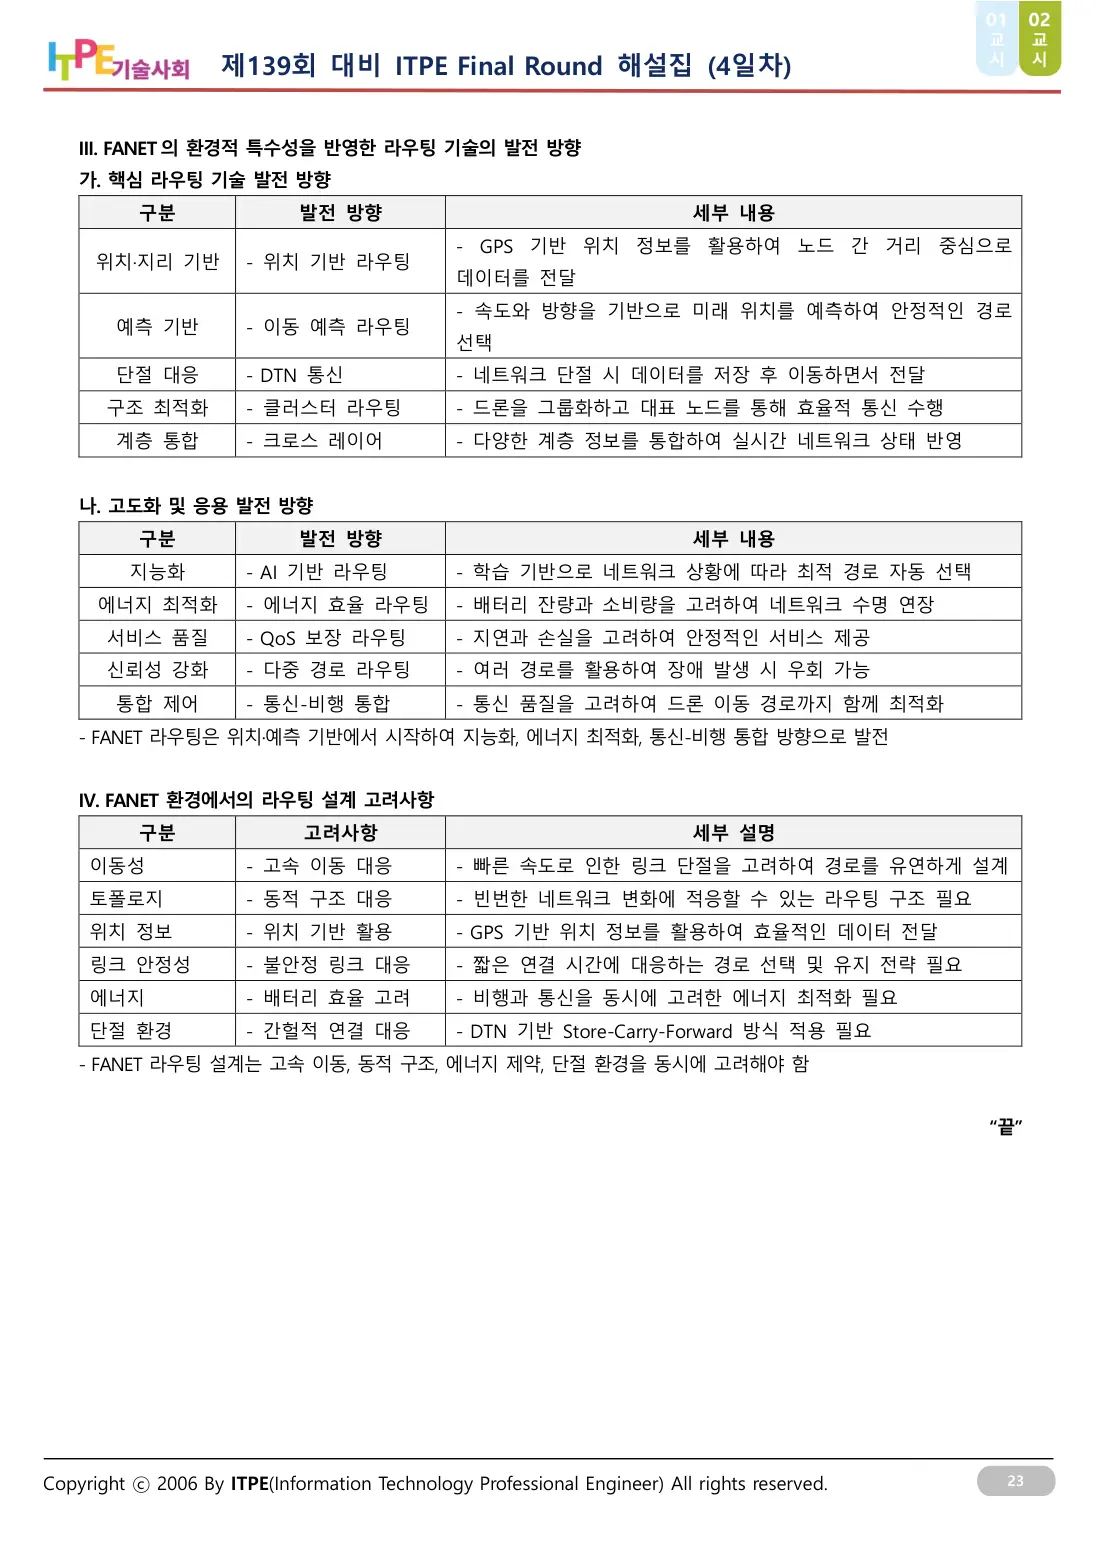 ITPE기술사회 제139회 대비 ITPE Final Round 해설집 (4일차)
01 교시
02 교시
III. FANET의 환경적 특수성을 반영한 라우팅 기술의 발전 방향
가. 핵심 라우팅 기술 발전 방향
구분 발전 방향 세부 내용
위치·지리 기반 - 위치 기반 라우팅 - GPS 기반 위치 정보를 활용하여 노드 간 거리 중심으로
데이터를 전달
예측 기반 - 이동 예측 라우팅 - 속도와 방향을 기반으로 미래 위치를 예측하여 안정적인 경로
선택
단절 대응 - DTN 통신 - 네트워크 단절 시 데이터를 저장 후 이동하면서 전달
구조 최적화 - 클러스터 라우팅 - 드론을 그룹화하고 대표 노드를 통해 효율적 통신 수행
계층 통합 - 크로스 레이어 - 다양한 계층 정보를 통합하여 실시간 네트워크 상태 반영
나. 고도화 및 응용 발전 방향
구분 발전 방향 세부 내용
지능화 - AI 기반 라우팅 - 학습 기반으로 네트워크 상황에 따라 최적 경로 자동 선택
에너지 최적화 - 에너지 효율 라우팅 - 배터리 잔량과 소비량을 고려하여 네트워크 수명 연장
서비스 품질 - QoS 보장 라우팅 - 지연과 손실을 고려하여 안정적인 서비스 제공
신뢰성 강화 - 다중 경로 라우팅 - 여러 경로를 활용하여 장애 발생 시 우회 가능
통합 제어 - 통신-비행 통합 - 통신 품질을 고려하여 드론 이동 경로까지 함께 최적화
- FANET 라우팅은 위치·예측 기반에서 시작하여 지능화, 에너지 최적화, 통신-비행 통합 방향으로 발전
IV. FANET 환경에서의 라우팅 설계 고려사항
구분 고려사항 세부 설명
이동성 - 고속 이동 대응 - 빠른 속도로 인한 링크 단절을 고려하여 경로를 유연하게 설계
토폴로지 - 동적 구조 대응 - 빈번한 네트워크 변화에 적응할 수 있는 라우팅 구조 필요
위치 정보 - 위치 기반 활용 - GPS 기반 위치 정보를 활용하여 효율적인 데이터 전달
링크 안정성 - 불안정 링크 대응 - 짧은 연결 시간에 대응하는 경로 선택 및 유지 전략 필요
에너지 - 배터리 효율 고려 - 비행과 통신을 동시에 고려한 에너지 최적화 필요
단절 환경 - 간헐적 연결 대응 - DTN 기반 Store-Carry-Forward 방식 적용 필요
- FANET 라우팅 설계는 고속 이동, 동적 구조, 에너지 제약, 단절 환경을 동시에 고려해야 함
“끝”
Copyright ⓒ 2006 By ITPE(Information Technology Professional Engineer) All rights reserved. 23